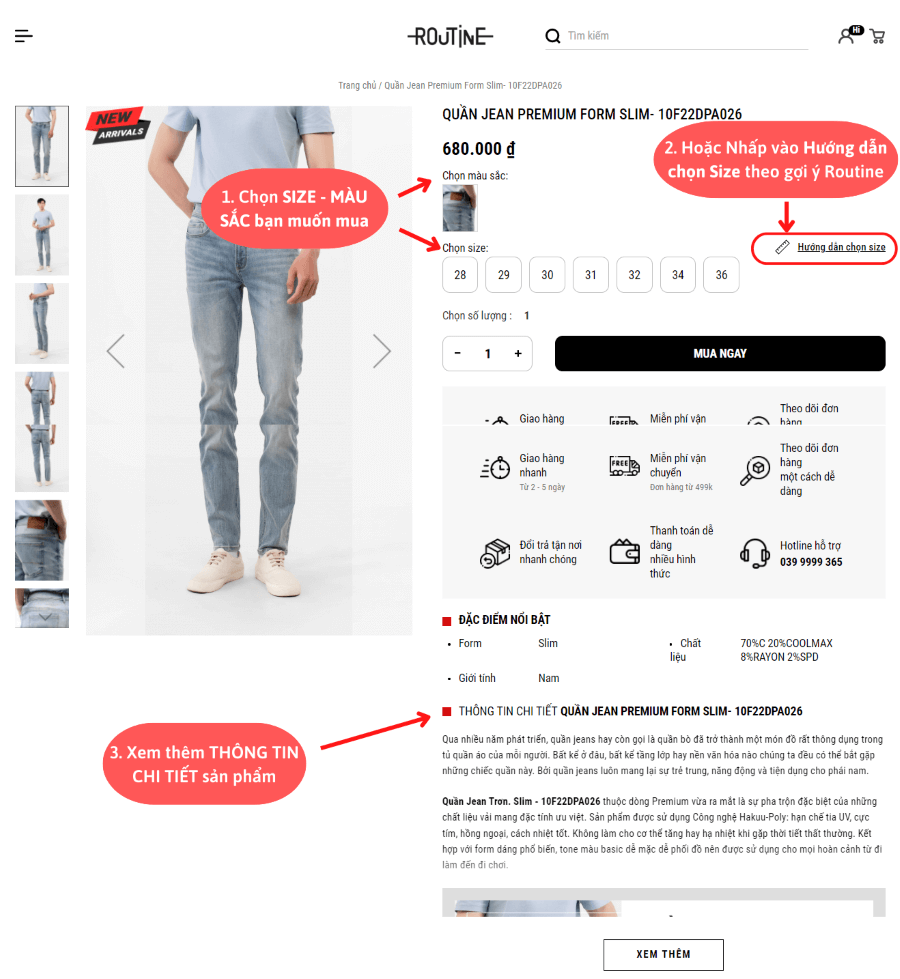 ROUTINE
Tìm kiếm
Hi
Trang chủ / Quần Jean Premium Form Slim- 10F22DPA026
NEW
ARRIVALS
QUẦN JEAN PREMIUM FORM SLIM- 10F22DPA026
680.000 ₫
2. Hoặc Nhấp vào Hướng dẫn
chọn Size theo gợi ý Routine
1. Chọn SIZE - MÀU
SẮC bạn muốn mua
Chọn màu sắc:
Chọn size:
Hướng dẫn chọn size
28 29 30 31 32 34 36
Chọn số lượng : 1
- 1 +
MUA NGAY
Giao hàng
Miễn phí vận
Theo dõi đơn
hàng
Giao hàng
nhanh
Từ 2 - 5 ngày
FREE
Miễn phí vận
chuyển
Đơn hàng từ 499k
Theo dõi đơn
hàng
một cách dễ
dàng
Đổi trả tận nơi
nhanh chóng
Thanh toán dễ
dàng
nhiều hình
thức
Hotline hỗ trợ
039 9999 365
ĐẶC ĐIỂM NỔI BẬT
• Form Slim
• Chất
liệu
70%C 20%COOLMAX
8%RAYON 2%SPD
• Giới tính Nam
3. Xem thêm THÔNG TIN
CHI TIẾT sản phẩm
THÔNG TIN CHI TIẾT QUẦN JEAN PREMIUM FORM SLIM- 10F22DPA026
Qua nhiều năm phát triển, quần jeans hay còn gọi là quần bò đã trở thành một món đồ rất thông dụng trong
tủ quần áo của mỗi người. Bất kể ở đâu, bất kể tầng lớp hay nền văn hóa nào chúng ta đều có thể bắt gặp
những chiếc quần này. Bởi quần jeans luôn mang lại sự trẻ trung, năng động và tiện dụng cho phái nam.
Quần Jean Trơn. Slim - 10F22DPA026 thuộc dòng Premium vừa ra mắt là sự pha trộn đặc biệt của những
chất liệu vải mang đặc tính ưu việt. Sản phẩm được sử dụng Công nghệ Hakuu-Poly: hạn chế tia UV, cực
tím, hồng ngoại, cách nhiệt tốt. Không làm cho cơ thể tăng hay hạ nhiệt khi gặp thời tiết thất thường. Kết
hợp với form dáng phổ biến, tone màu basic dễ mặc dễ phối đồ nên được sử dụng cho mọi hoàn cảnh từ đi
làm đến đi chơi.
XEM THÊM